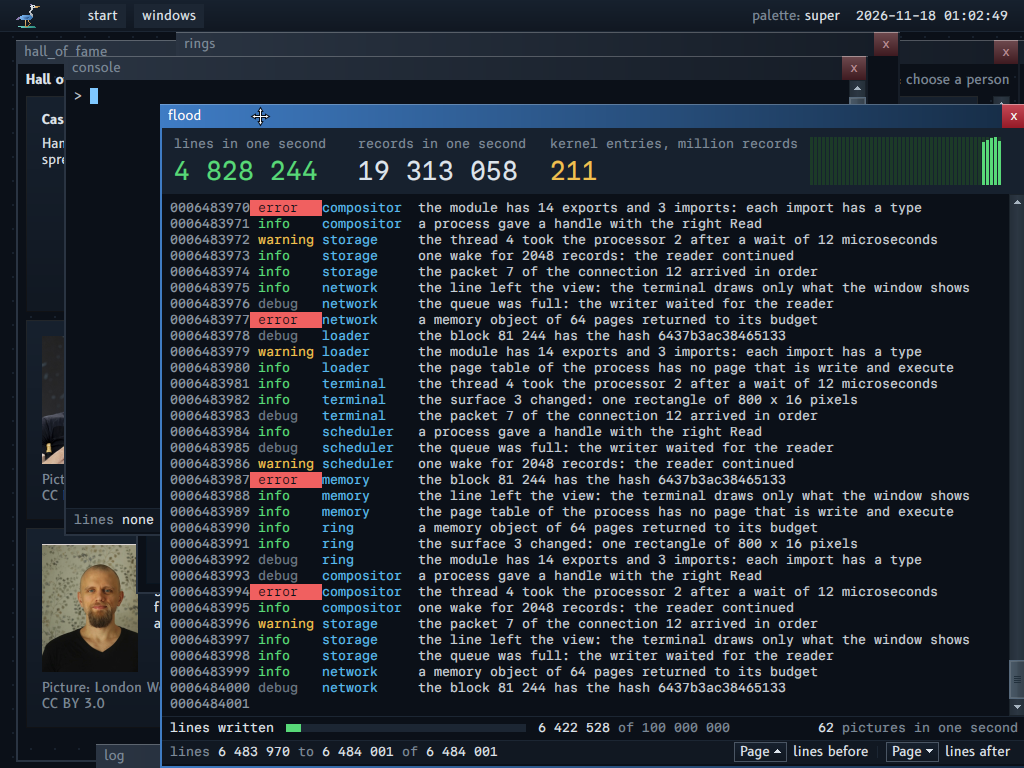 start windows palette: super 2026-11-18 01:02:49
rings x
hall_of_fame x
console x
Hall o choose a person
>
Cas
Har
spre
flood x
lines in one second records in one second kernel entries, million records
4 828 244 19 313 058 211
0006483970 error compositor the module has 14 exports and 3 imports: each import has a type
0006483971 info compositor a process gave a handle with the right Read
0006483972 warning storage the thread 4 took the processor 2 after a wait of 12 microseconds
0006483973 info storage one wake for 2048 records: the reader continued
0006483974 info storage the packet 7 of the connection 12 arrived in order
0006483975 info network the line left the view: the terminal draws only what the window shows
0006483976 debug network the queue was full: the writer waited for the reader
0006483977 error network a memory object of 64 pages returned to its budget
0006483978 debug loader the block 81 244 has the hash 6437b3ac38465133
0006483979 warning loader the module has 14 exports and 3 imports: each import has a type
0006483980 info loader the page table of the process has no page that is write and execute
0006483981 info terminal the thread 4 took the processor 2 after a wait of 12 microseconds
0006483982 info terminal the surface 3 changed: one rectangle of 800 x 16 pixels
0006483983 debug terminal the packet 7 of the connection 12 arrived in order
0006483984 info scheduler a process gave a handle with the right Read
0006483985 debug scheduler the queue was full: the writer waited for the reader
0006483986 warning scheduler one wake for 2048 records: the reader continued
0006483987 error memory the block 81 244 has the hash 6437b3ac38465133
0006483988 info memory the line left the view: the terminal draws only what the window shows
0006483989 info memory the page table of the process has no page that is write and execute
0006483990 info ring a memory object of 64 pages returned to its budget
0006483991 info ring the surface 3 changed: one rectangle of 800 x 16 pixels
0006483992 debug ring the module has 14 exports and 3 imports: each import has a type
0006483993 debug compositor a process gave a handle with the right Read
0006483994 error compositor the thread 4 took the processor 2 after a wait of 12 microseconds
0006483995 info compositor one wake for 2048 records: the reader continued
0006483996 warning storage the packet 7 of the connection 12 arrived in order
0006483997 info storage the line left the view: the terminal draws only what the window shows
0006483998 info storage the queue was full: the writer waited for the reader
0006483999 info network a memory object of 64 pages returned to its budget
0006484000 debug network the block 81 244 has the hash 6437b3ac38465133
0006484001
Pict
CC
lines none
Picture: London W
CC BY 3.0
lines written 6 422 528 of 100 000 000 62 pictures in one second
lines 6 483 970 to 6 484 001 of 6 484 001 Page lines before Page lines after
log